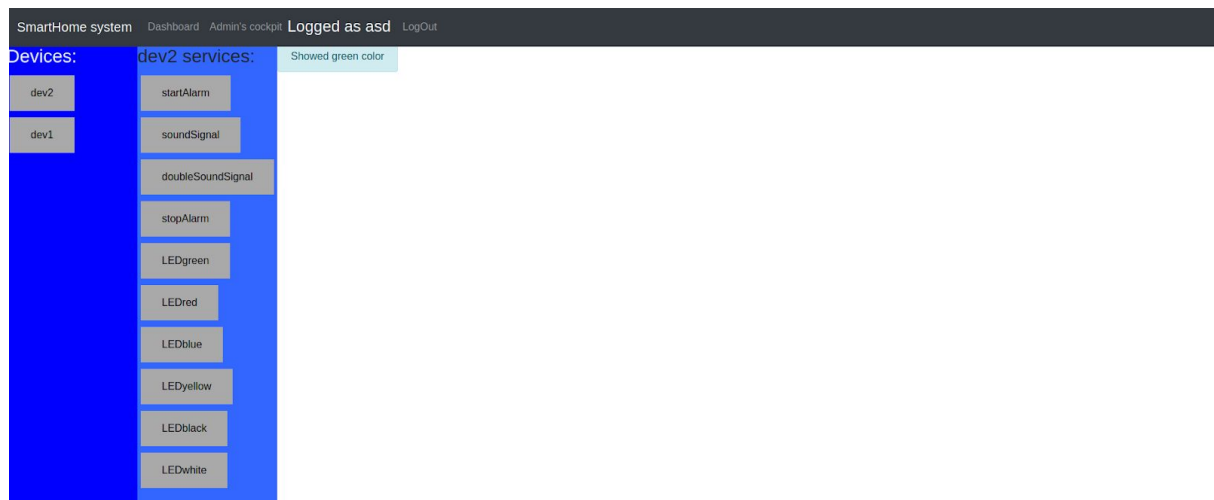 SmartHome system Dashboard Admin's cockpit Logged as asd LogOut
Devices:
dev2
dev1
dev2 services:
startAlarm
soundSignal
doubleSoundSignal
stopAlarm
LEDgreen
LEDred
LEDblue
LEDyellow
LEDblack
LEDwhite
Showed green color